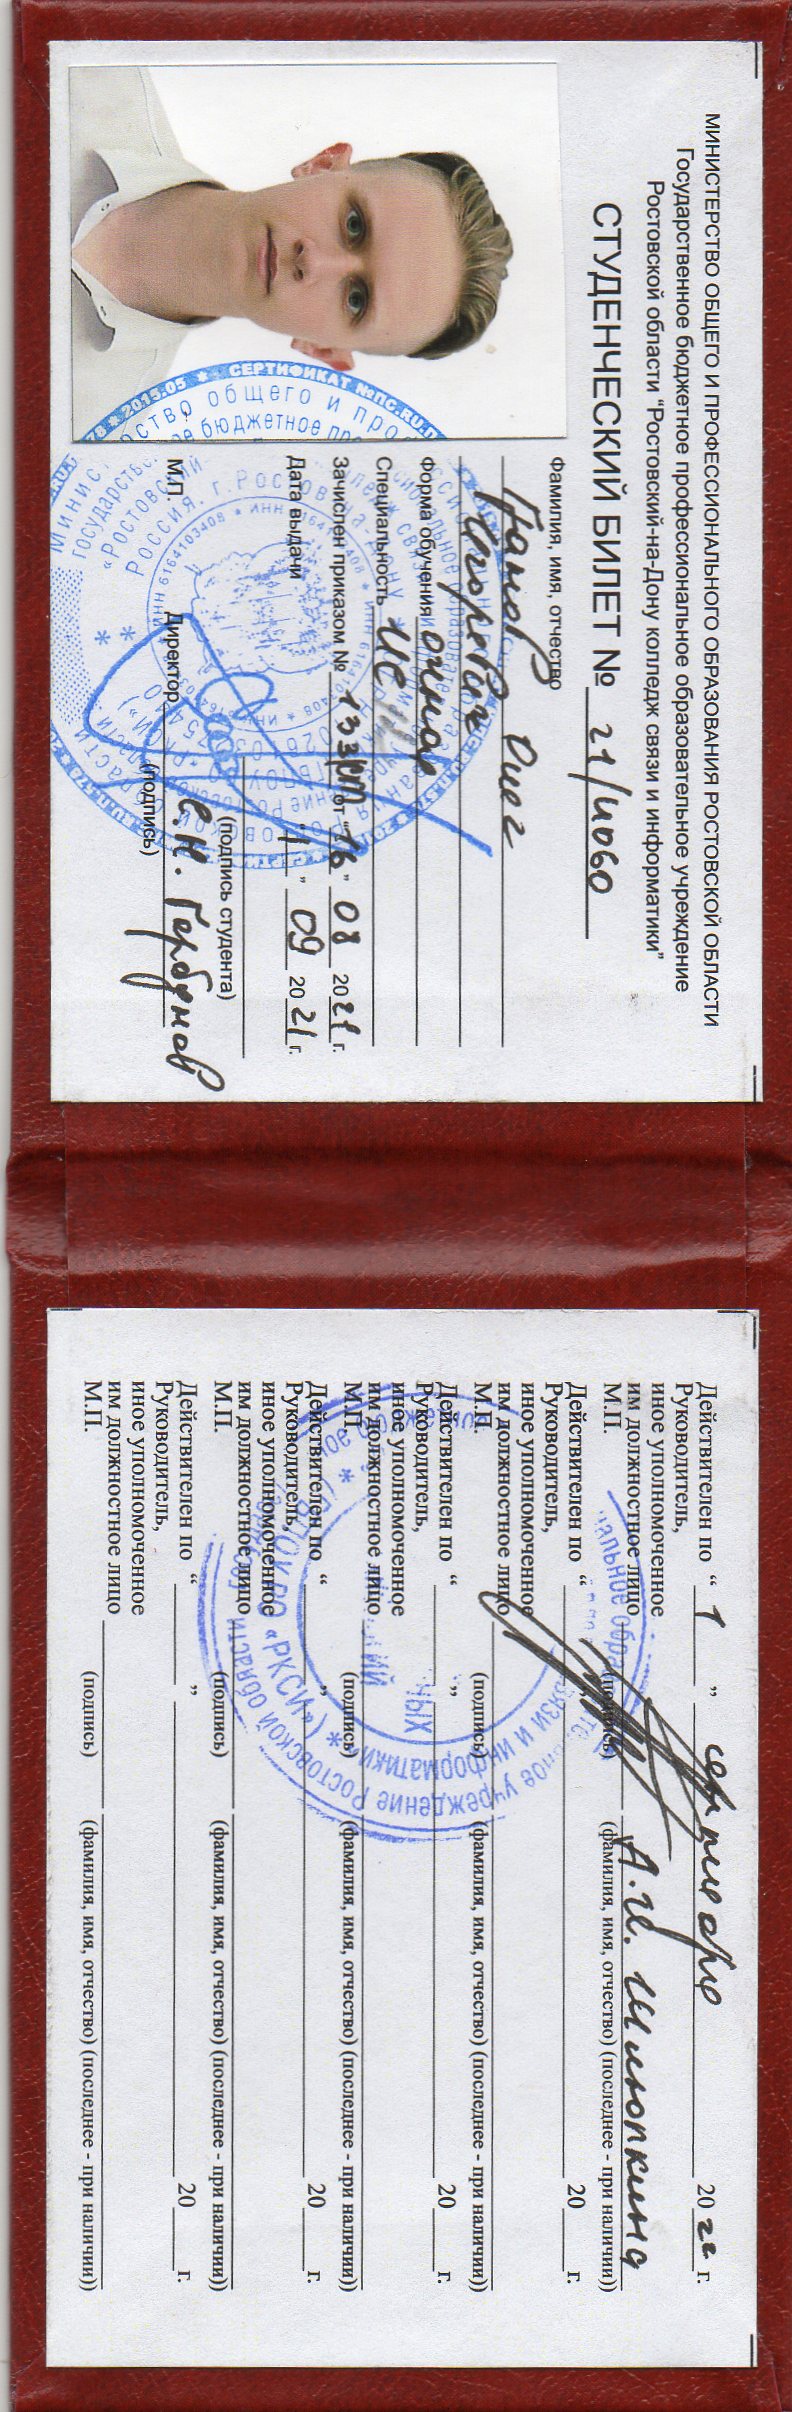 МИНИСТЕРСТВО ОБЩЕГО И ПРОФЕССИОНАЛЬНОГО ОБРАЗОВАНИЯ РОСТОВСКОЙ ОБЛАСТИ
Государственное бюджетное профессиональное образовательное учреждение
Ростовской области “Ростовский-на-Дону колледж связи и информатики”
СТУДЕНЧЕСКИЙ БИЛЕТ №
Фамилия, имя, отчество
Олег
Игоревич
Форма обучения очная
Специальность ИС
Зачислен приказом № от “16” 08 2021 г.
Дата выдачи “1” 09 2021 г.
(подпись студента)
М.П. Директор С.Н. Горбунов
(подпись)
Действителен по “1” сентября 2022 г.
Руководитель,
иное уполномоченное
им должностное лицо А.И. Шлюпкина
М.П. (подпись) (фамилия, имя, отчество) (последнее - при наличии))
Действителен по “ ” 20 г.
Руководитель,
иное уполномоченное
им должностное лицо
М.П. (подпись) (фамилия, имя, отчество) (последнее - при наличии))
Действителен по “ ” 20 г.
Руководитель,
иное уполномоченное
им должностное лицо
М.П. (подпись) (фамилия, имя, отчество) (последнее - при наличии))
Действителен по “ ” 20 г.
Руководитель,
иное уполномоченное
им должностное лицо
М.П. (подпись) (фамилия, имя, отчество) (последнее - при наличии))
Действителен по “ ” 20 г.
Руководитель,
иное уполномоченное
им должностное лицо
М.П. (подпись) (фамилия, имя, отчество) (последнее - при наличии))
(ГБПОУ РО «РКСИ»)